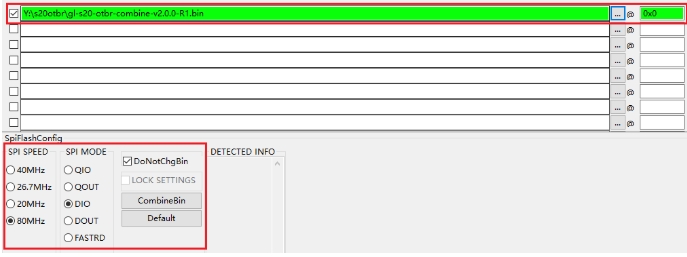 Y:\s20otbr\gl-s20-otbr-combine-v2.0.0-R1.bin ... @ 0x0
... @
... @
... @
... @
... @
... @
... @
SpiFlashConfig
SPI SPEED
40MHz
26.7MHz
20MHz
80MHz
SPI MODE
QIO
QOUT
DIO
DOUT
FASTRD
DoNotChgBin
LOCK SETTINGS
CombineBin
Default
DETECTED INFO